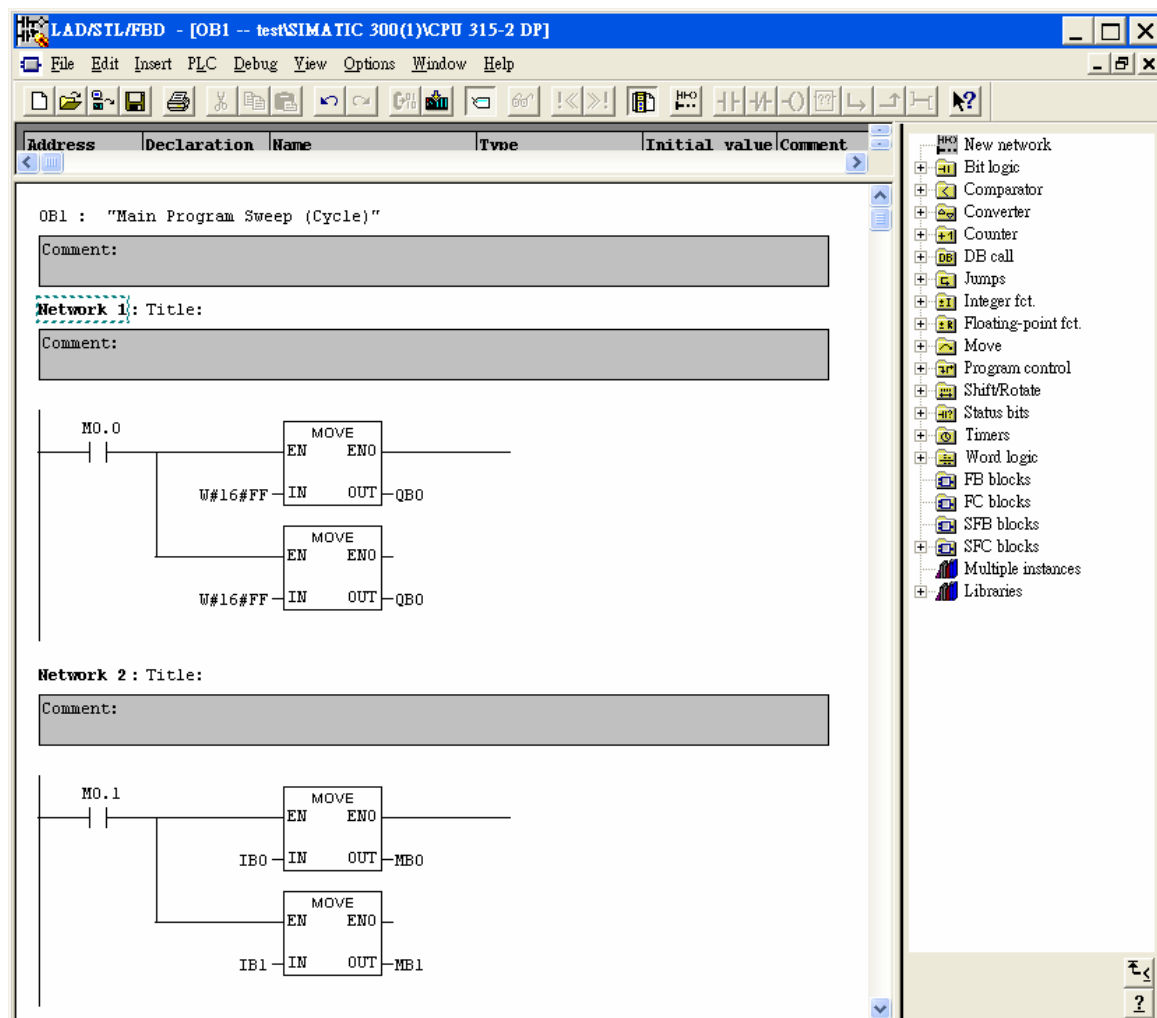 LAD/STL/FBD - [OB1 -- test\SIMATIC 300(1)\CPU 315-2 DP]
File Edit Insert PLC Debug View Options Window Help
Address Declaration Name Type Initial value Comment
OB1 : "Main Program Sweep (Cycle)"
Comment:
Network 1: Title:
Comment:
M0.0
MOVE
EN ENO
W#16#FF IN OUT QB0
MOVE
EN ENO
W#16#FF IN OUT QB0
Network 2 : Title:
Comment:
M0.1
MOVE
EN ENO
IB0 IN OUT MB0
MOVE
EN ENO
IB1 IN OUT MB1
New network
Bit logic
Comparator
Converter
Counter
DB call
Jumps
Integer fct.
Floating-point fct.
Move
Program control
Shift/Rotate
Status bits
Timers
Word logic
FB blocks
FC blocks
SFB blocks
SFC blocks
Multiple instances
Libraries